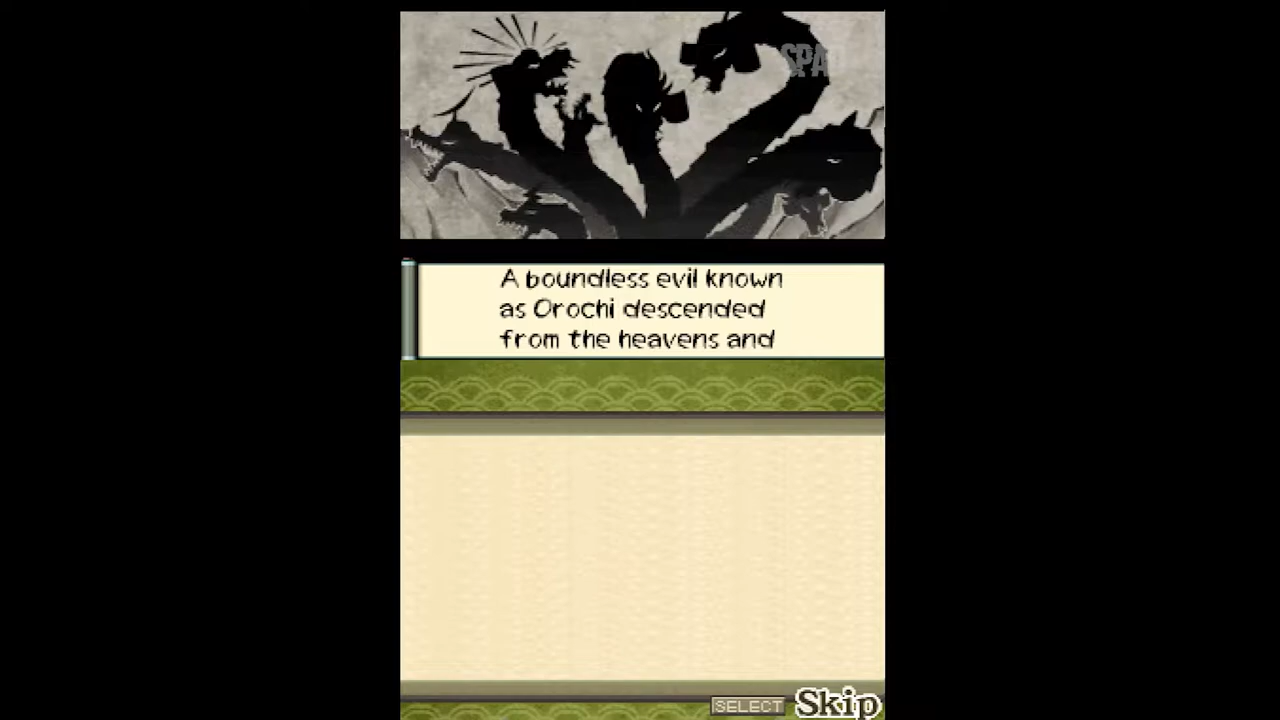 A boundless evil known
as Orochi descended
from the heavens and
SELECT Skip